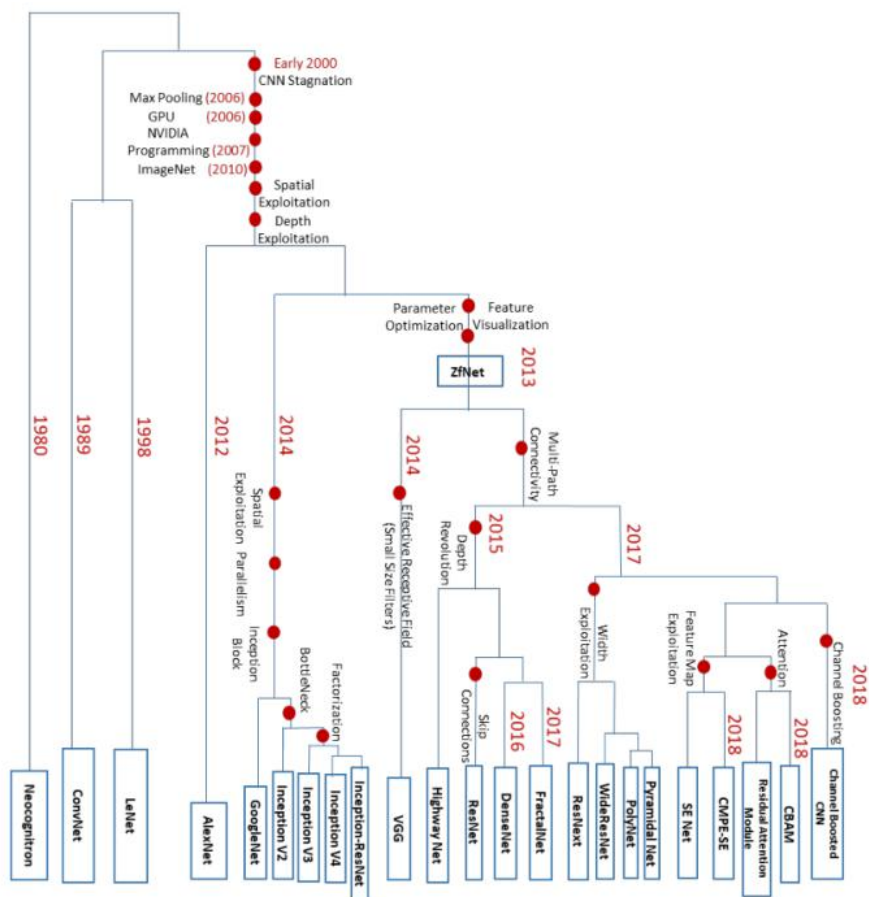 Early 2000
CNN Stagnation
Max Pooling (2006)
GPU (2006)
NVIDIA
Programming (2007)
ImageNet (2010)
Spatial
Exploitation
Depth
Exploitation
Parameter
Optimization
Feature
Visualization
ZfNet
2013
1980
1989
1998
2012
2014
Spatial
Exploitation
Parallelism
Inception
Block
BottleNeck
Factorization
2014
Effective Receptive Field
(Small Size Filters)
Multi-Path
Connectivity
2015
Depth
Revolution
Skip
Connections
2016
2017
2017
Width
Exploitation
Feature Map
Exploitation
2018
Attention
2018
Channel Boosting
2018
Neocognitron
ConvNet
LeNet
AlexNet
GoogleNet
Inception V2
Inception V3
Inception V4
Inception-ResNet
VGG
Highway Net
ResNet
DenseNet
FractalNet
ResNext
WideResNet
PolyNet
Pyramidal Net
SE Net
CMPE-SE
Residual Attention
Module
CBAM
Channel Boosted
CNN